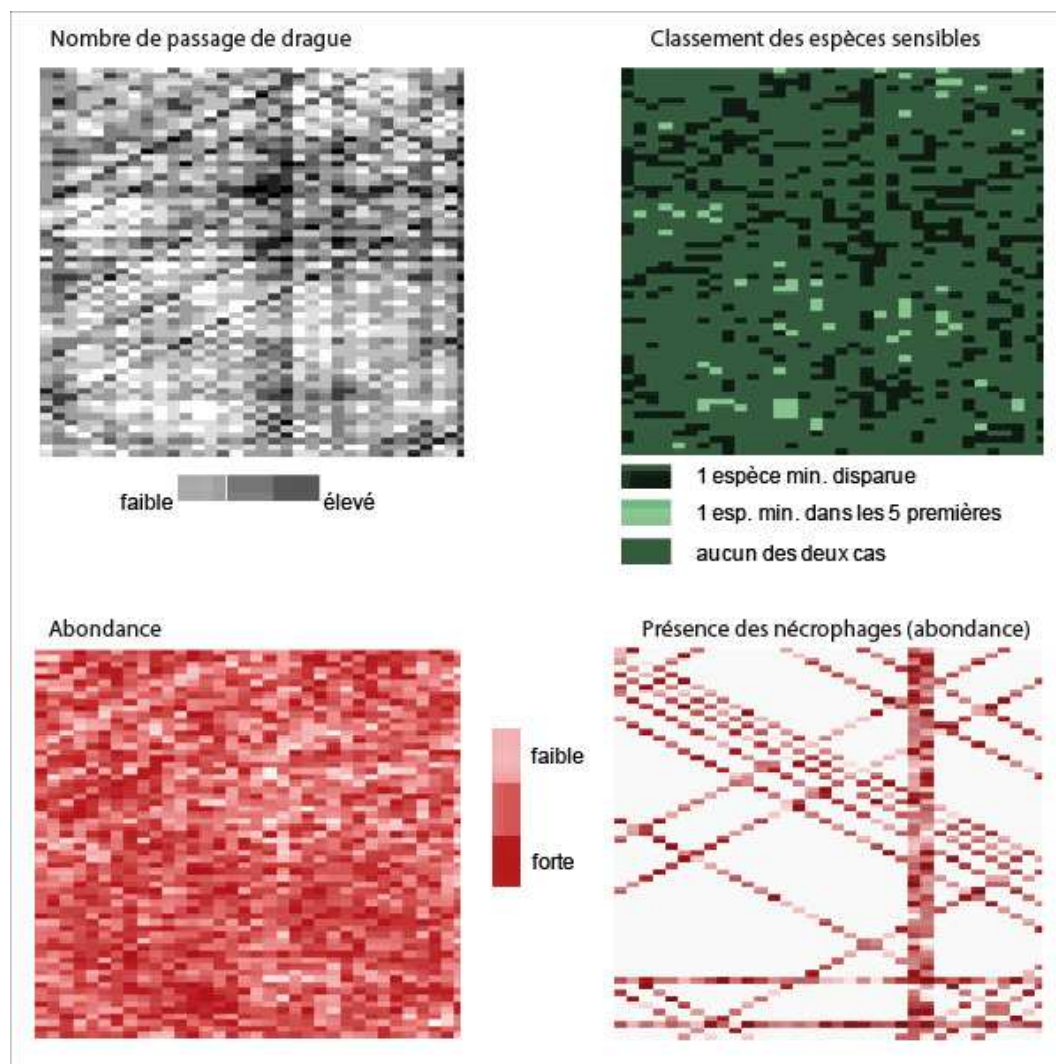 Nombre de passage de drague
Classement des espèces sensibles
faible
élevé
1 espèce min. disparue
1 esp. min. dans les 5 premières
aucun des deux cas
Abondance
Présence des nécrophages (abondance)
faible
forte